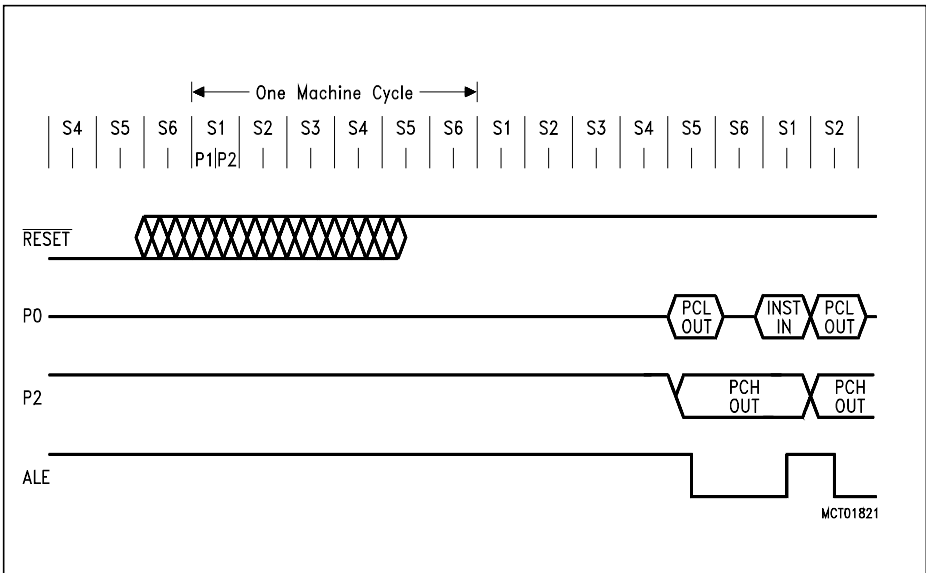 One Machine Cycle
S4 S5 S6 S1 S2 S3 S4 S5 S6 S1 S2 S3 S4 S5 S6 S1 S2
P1 P2
RESET
P0 PCL OUT INST IN PCL OUT
P2 PCH OUT PCH OUT
ALE
MCT01821